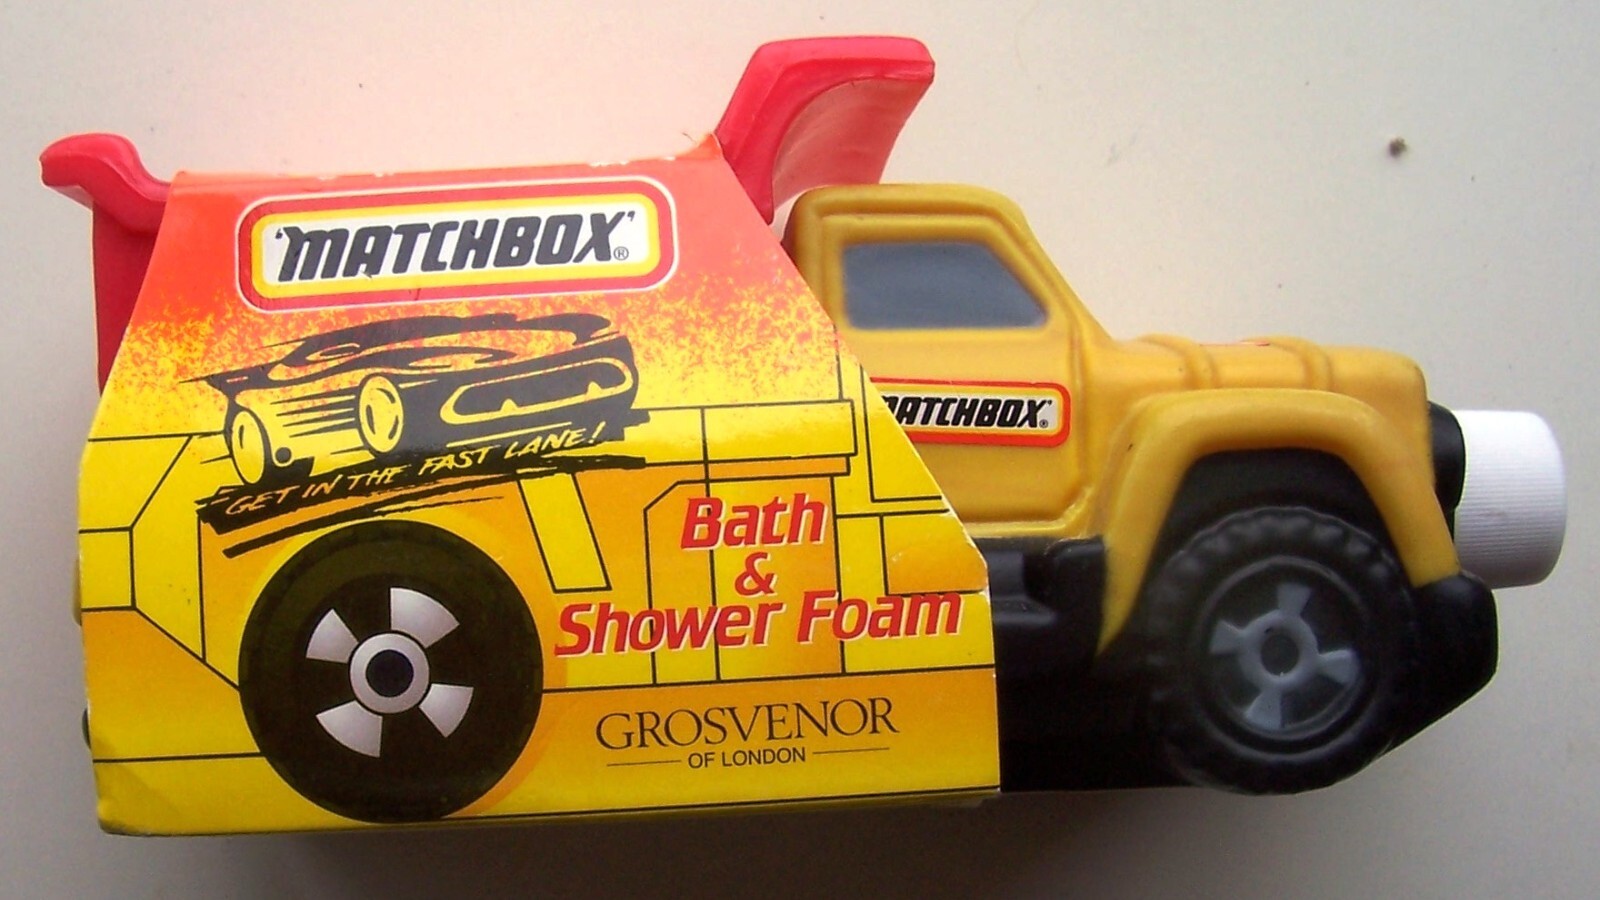 'MATCHBOX'®
GET IN THE FAST LANE!
Bath
&
Shower Foam
GROSVENOR
OF LONDON
MATCHBOX'®